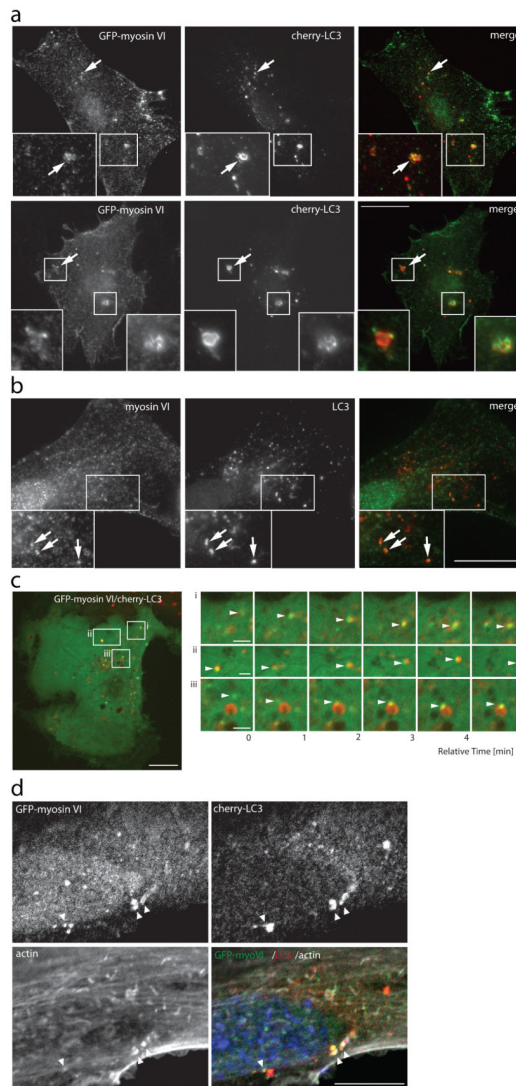 a
GFP-myosin VI
cherry-LC3
merge
GFP-myosin VI
cherry-LC3
merge
b
myosin VI
LC3
merge
c
GFP-myosin VI/cherry-LC3
i
ii
iii
i
ii
iii
0 1 2 3 4
Relative Time [min]
d
GFP-myosin VI
cherry-LC3
actin
GFP-myoVI/LC3/actin